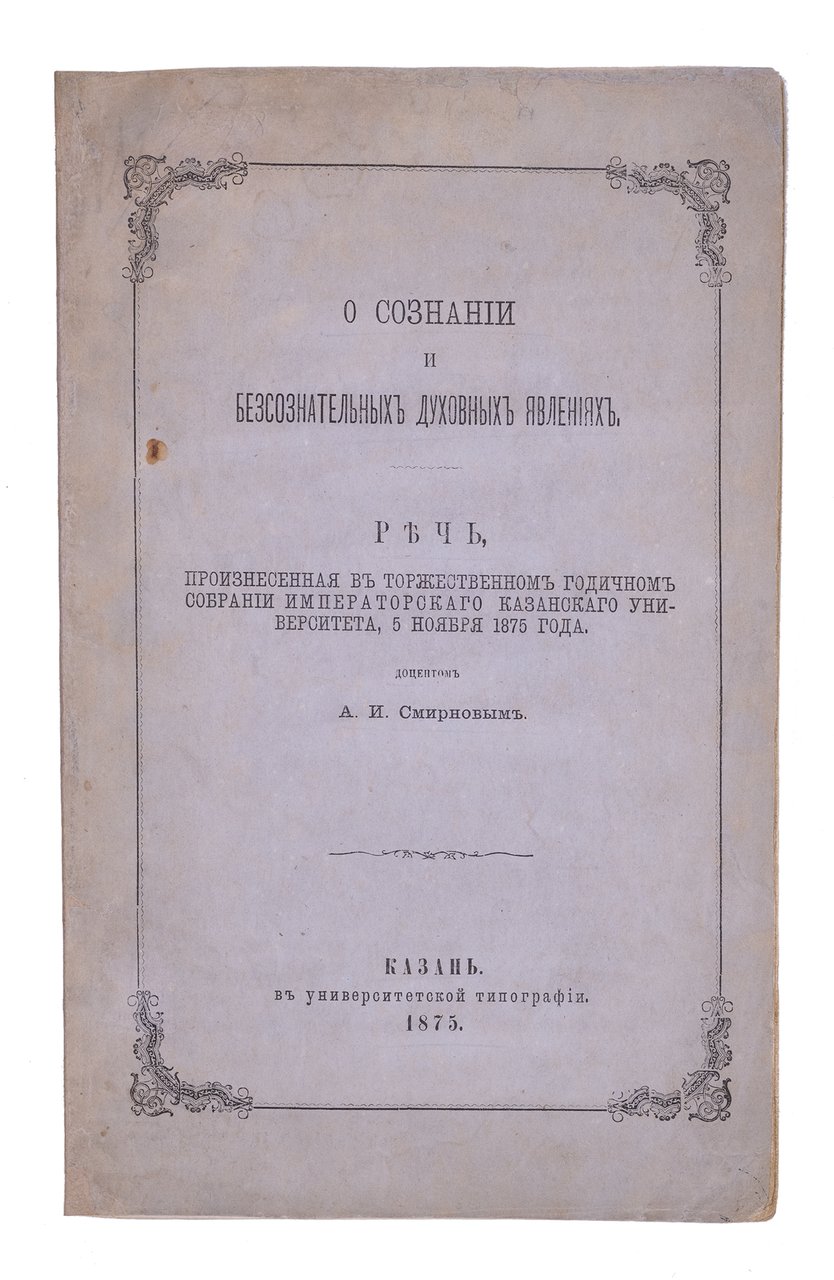 О СОЗНАНІИ
И
БЕЗСОЗНАТЕЛЬНЫХЪ ДУХОВНЫХЪ ЯВЛЕНІЯХЪ.
РѢЧЬ,
ПРОИЗНЕСЕННАЯ ВЪ ТОРЖЕСТВЕННОМЪ ГОДИЧНОМЪ
СОБРАНІИ ИМПЕРАТОРСКАГО КАЗАНСКАГО УНИ-
ВЕРСИТЕТА, 5 НОЯБРЯ 1875 ГОДА.
ДОЦЕНТОМЪ
А. И. Смирновымъ.
КАЗАНЬ.
въ университетской типографіи.
1875.